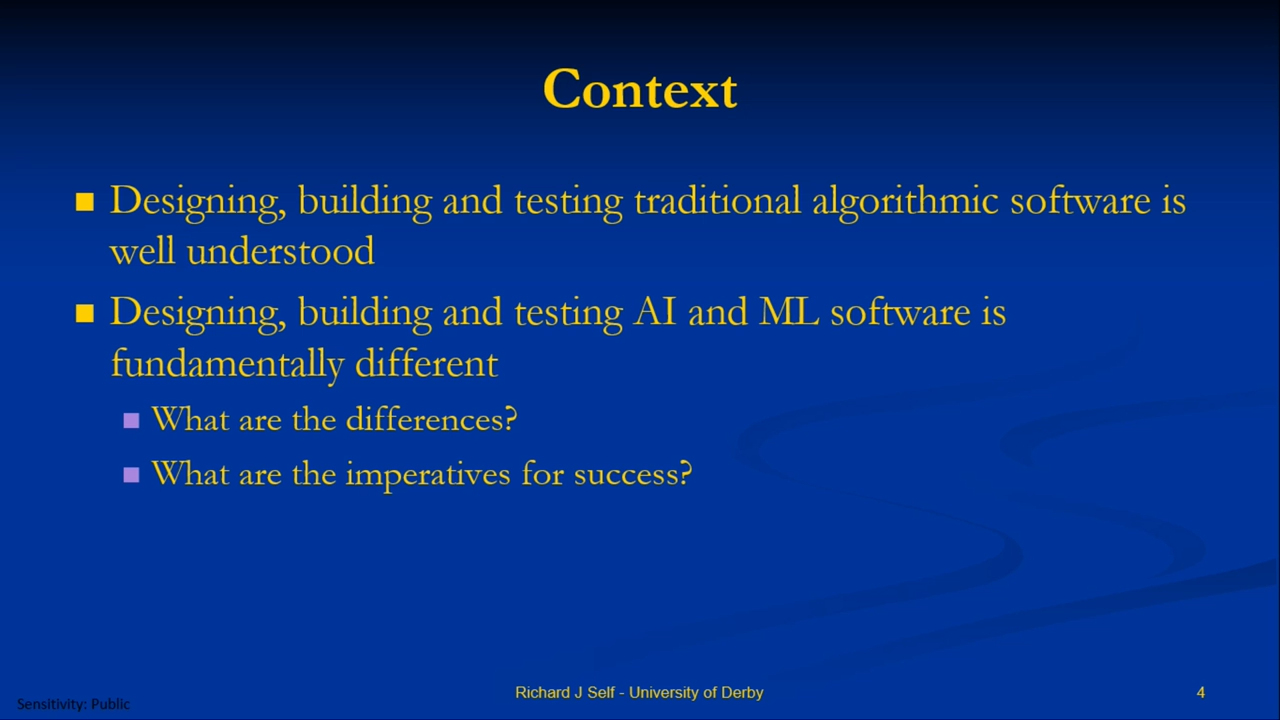 Context
Designing, building and testing traditional algorithmic software is
well understood
Designing, building and testing AI and ML software is
fundamentally different
What are the differences?
What are the imperatives for success?
Sensitivity: Public
Richard J Self - University of Derby
4